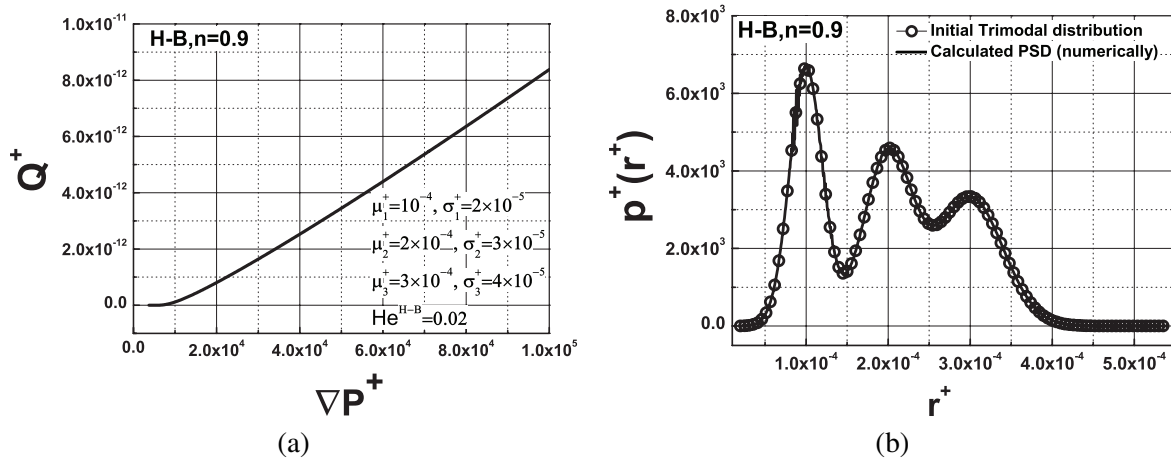 H-B,n=0.9
1.0x10⁻¹¹
8.0x10⁻¹²
6.0x10⁻¹²
4.0x10⁻¹²
2.0x10⁻¹²
0.0
Q⁺
μ₁⁺=10⁻⁴, σ₁⁺=2×10⁻⁵
μ₂⁺=2×10⁻⁴, σ₂⁺=3×10⁻⁵
μ₃⁺=3×10⁻⁴, σ₃⁺=4×10⁻⁵
Heᴴ⁻ᴮ=0.02
0.0 2.0x10⁴ 4.0x10⁴ 6.0x10⁴ 8.0x10⁴ 1.0x10⁵
∇P⁺
(a)
H-B,n=0.9
Initial Trimodal distribution
Calculated PSD (numerically)
8.0x10³
6.0x10³
4.0x10³
2.0x10³
0.0
p⁺(r⁺)
1.0x10⁻⁴ 2.0x10⁻⁴ 3.0x10⁻⁴ 4.0x10⁻⁴ 5.0x10⁻⁴
r⁺
(b)